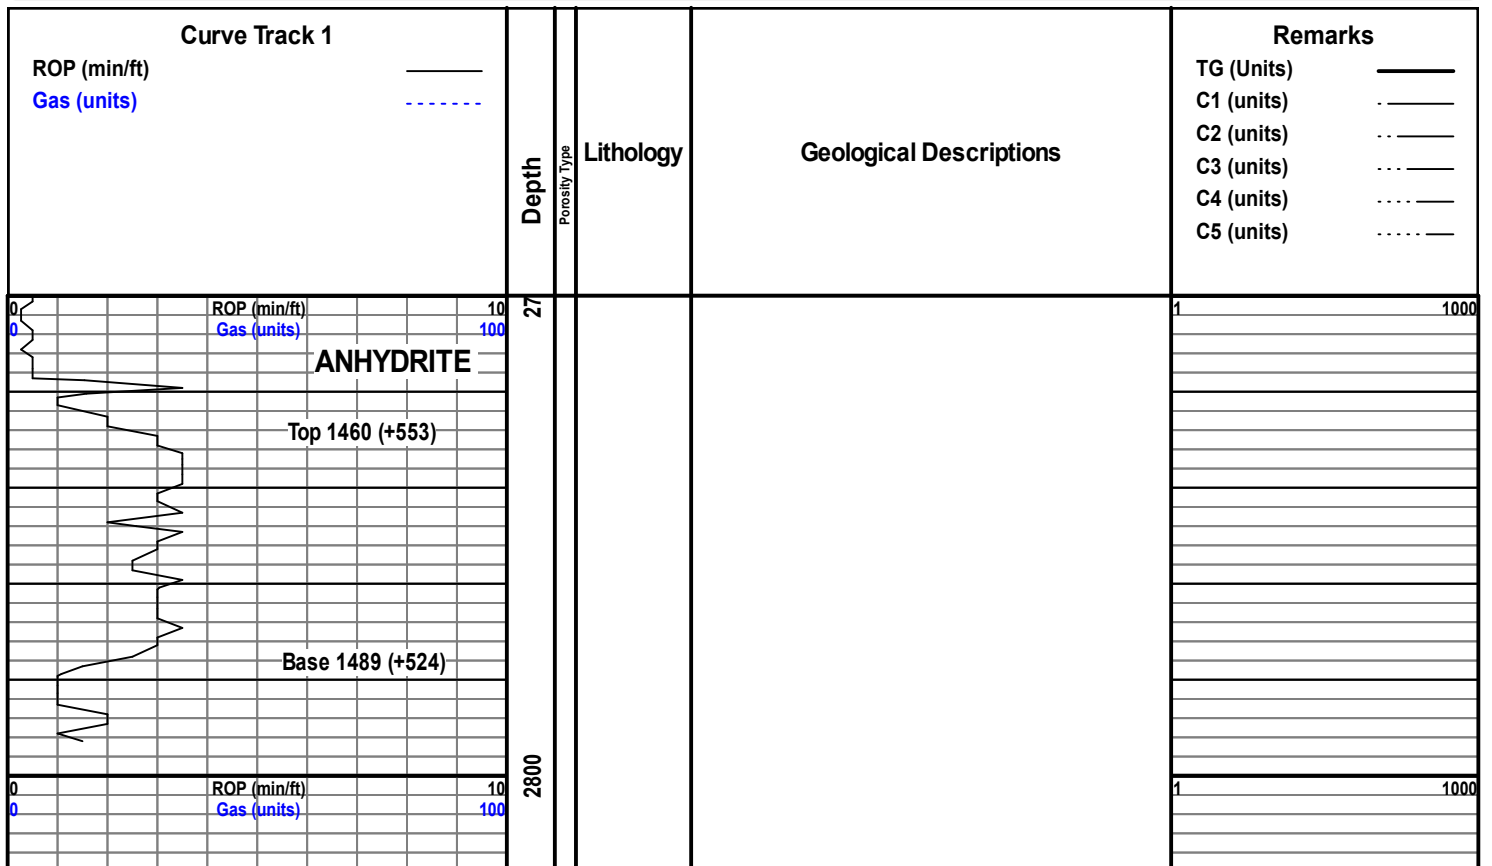 Curve Track 1
ROP (min/ft)
Gas (units)
Depth
Porosity Type
Lithology
Geological Descriptions
Remarks
TG (Units)
C1 (units)
C2 (units)
C3 (units)
C4 (units)
C5 (units)
0 ROP (min/ft) 10
0 Gas (units) 100
27
1 1000
ANHYDRITE
Top 1460 (+553)
Base 1489 (+524)
2800
0 ROP (min/ft) 10
0 Gas (units) 100
1 1000